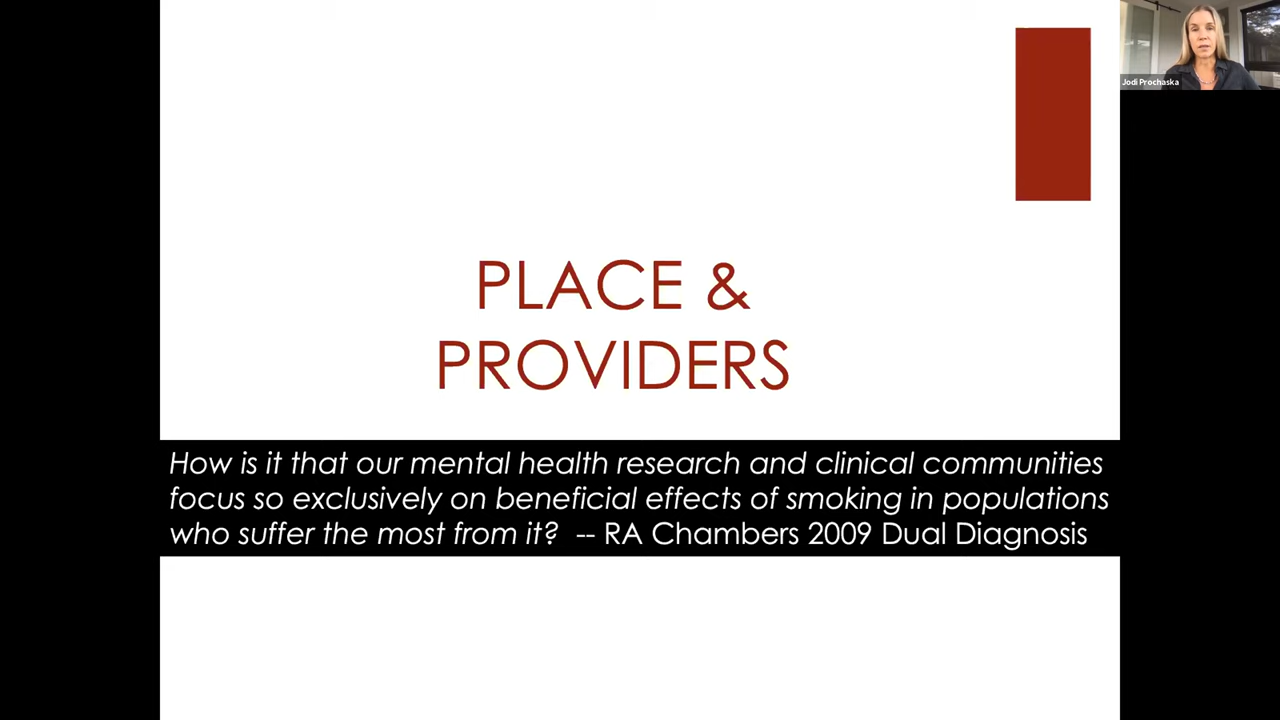 Jodi Prochaska
PLACE &
PROVIDERS
How is it that our mental health research and clinical communities
focus so exclusively on beneficial effects of smoking in populations
who suffer the most from it?  -- RA Chambers 2009 Dual Diagnosis